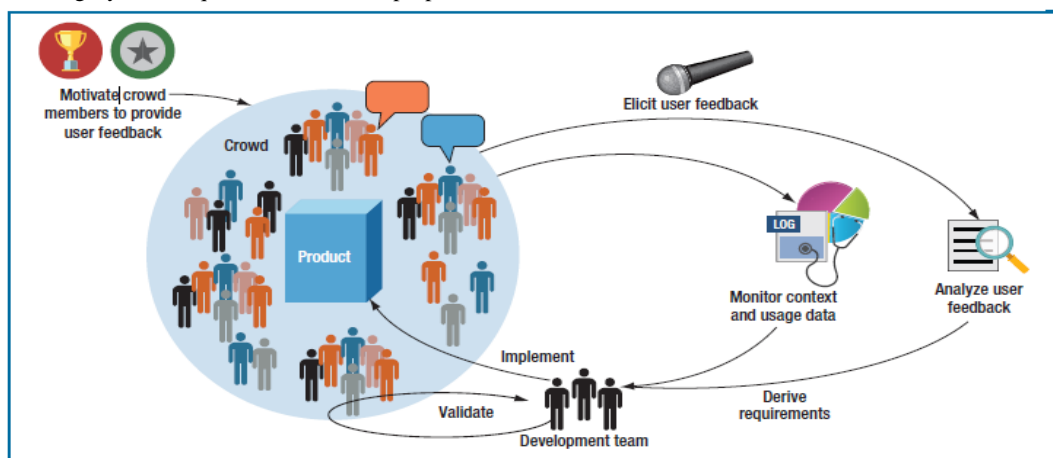 Motivate crowd
members to provide
user feedback
Crowd
Product
Elicit user feedback
LOG
Monitor context
and usage data
Analyze user
feedback
Implement
Validate
Derive
requirements
Development team